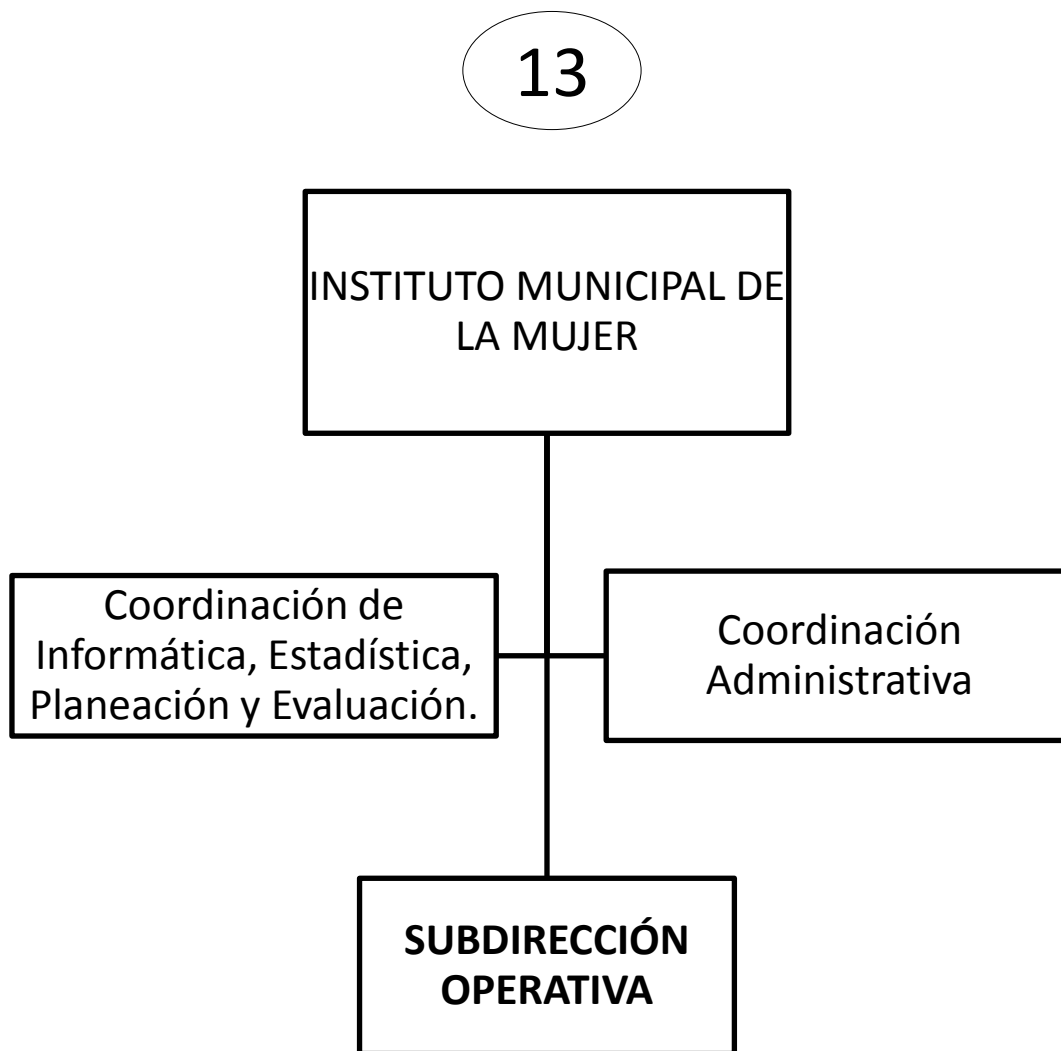 13
INSTITUTO MUNICIPAL DE
LA MUJER
Coordinación de
Informática, Estadística,
Planeación y Evaluación.
Coordinación
Administrativa
SUBDIRECCIÓN
OPERATIVA